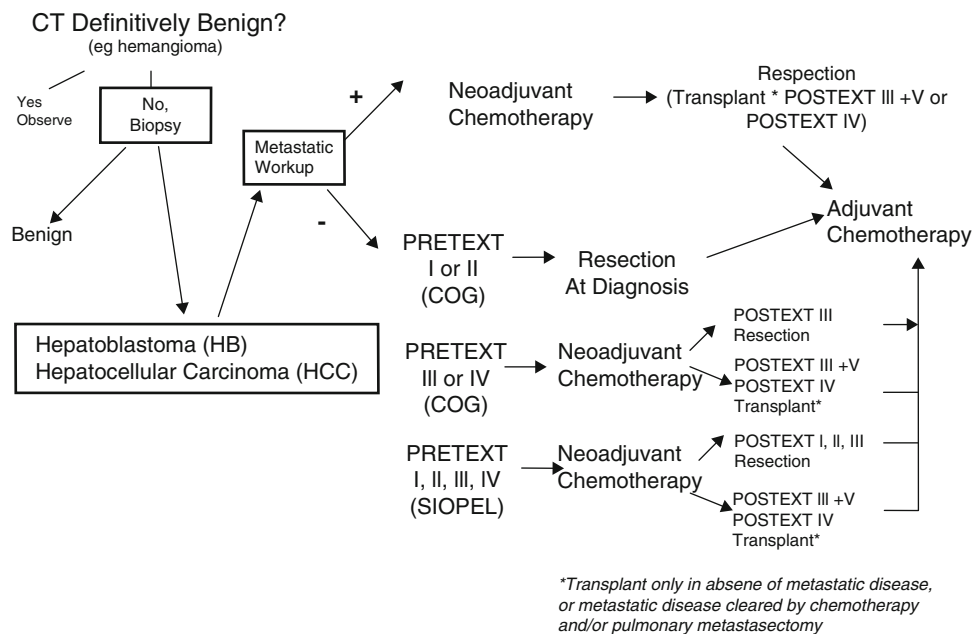 CT Definitively Benign?
(eg hemangioma)
Yes
Observe
No,
Biopsy
Benign
Hepatoblastoma (HB)
Hepatocellular Carcinoma (HCC)
Metastatic
Workup
+
-
Neoadjuvant
Chemotherapy
Respection
(Transplant * POSTEXT III +V or
POSTEXT IV)
Adjuvant
Chemotherapy
PRETEXT
I or II
(COG)
Resection
At Diagnosis
PRETEXT
III or IV
(COG)
Neoadjuvant
Chemotherapy
POSTEXT III
Resection
POSTEXT III +V
POSTEXT IV
Transplant*
PRETEXT
I, II, III, IV
(SIOPEL)
Neoadjuvant
Chemotherapy
POSTEXT I, II, III
Resection
POSTEXT III +V
POSTEXT IV
Transplant*
*Transplant only in absene of metastatic disease,
or metastatic disease cleared by chemotherapy
and/or pulmonary metastasectomy